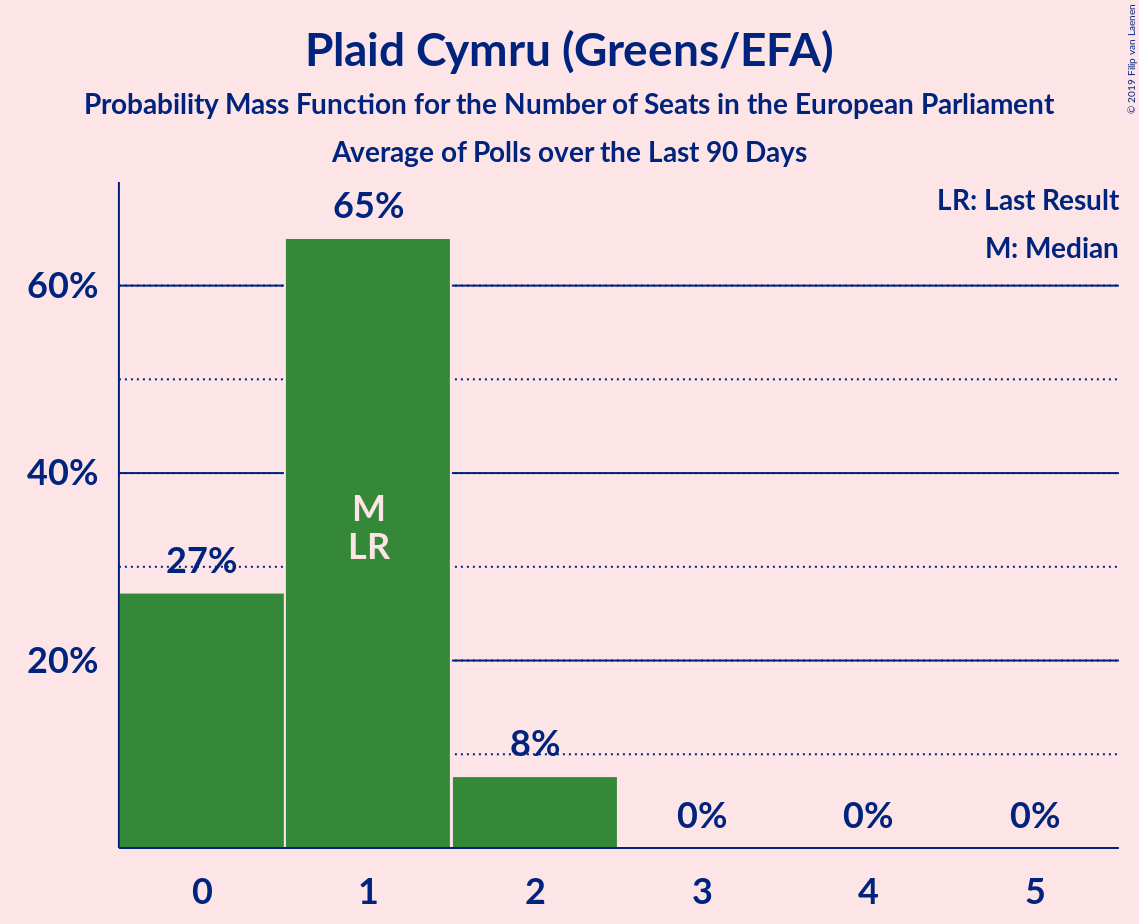 Plaid Cymru (Greens/EFA)
Probability Mass Function for the Number of Seats in the European Parliament
Average of Polls over the Last 90 Days
© 2019 Filip van Laenen
LR: Last Result
M: Median
65%
60%
40%
M
LR
27%
20%
8%
0%
0%
0%
0
1
2
3
4
5